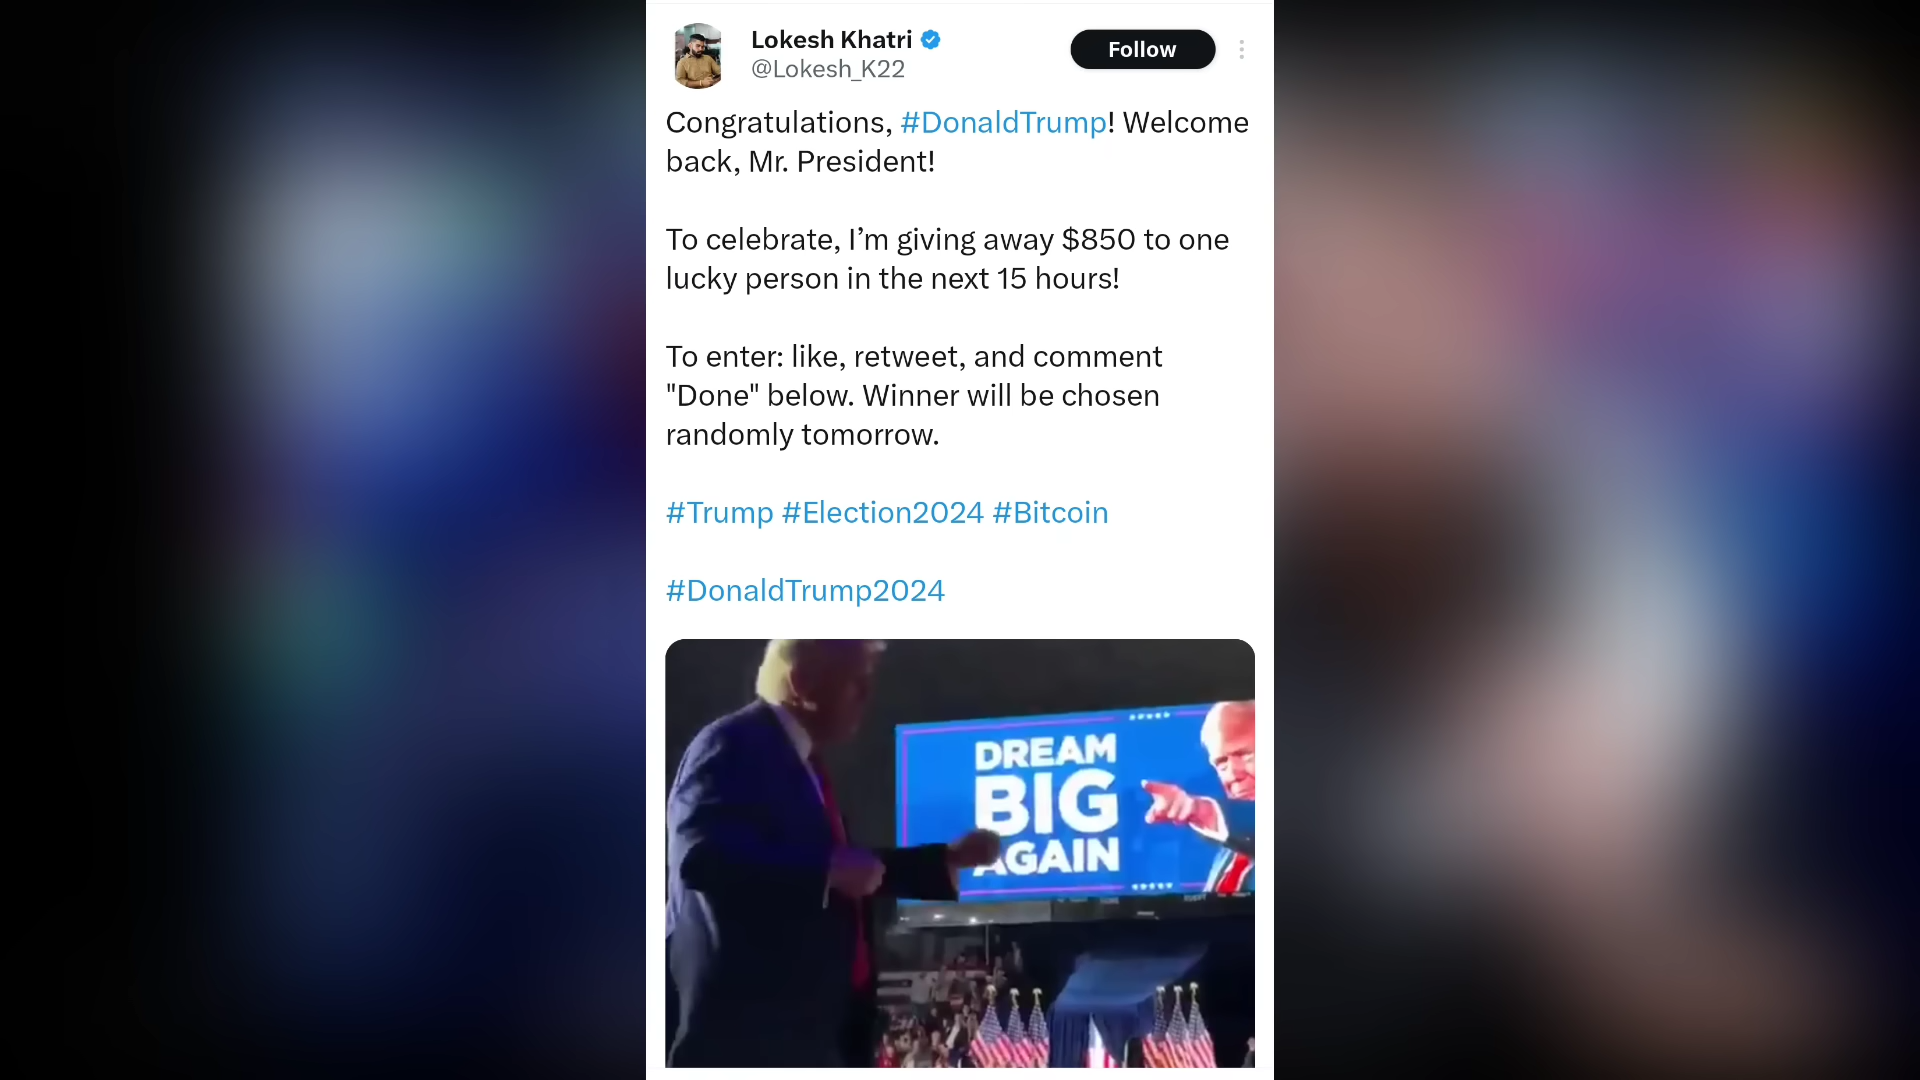 Lokesh Khatri
@Lokesh_K22
Follow
Congratulations, #DonaldTrump! Welcome
back, Mr. President!
To celebrate, I’m giving away $850 to one
lucky person in the next 15 hours!
To enter: like, retweet, and comment
"Done" below. Winner will be chosen
randomly tomorrow.
#Trump #Election2024 #Bitcoin
#DonaldTrump2024
DREAM
BIG
AGAIN